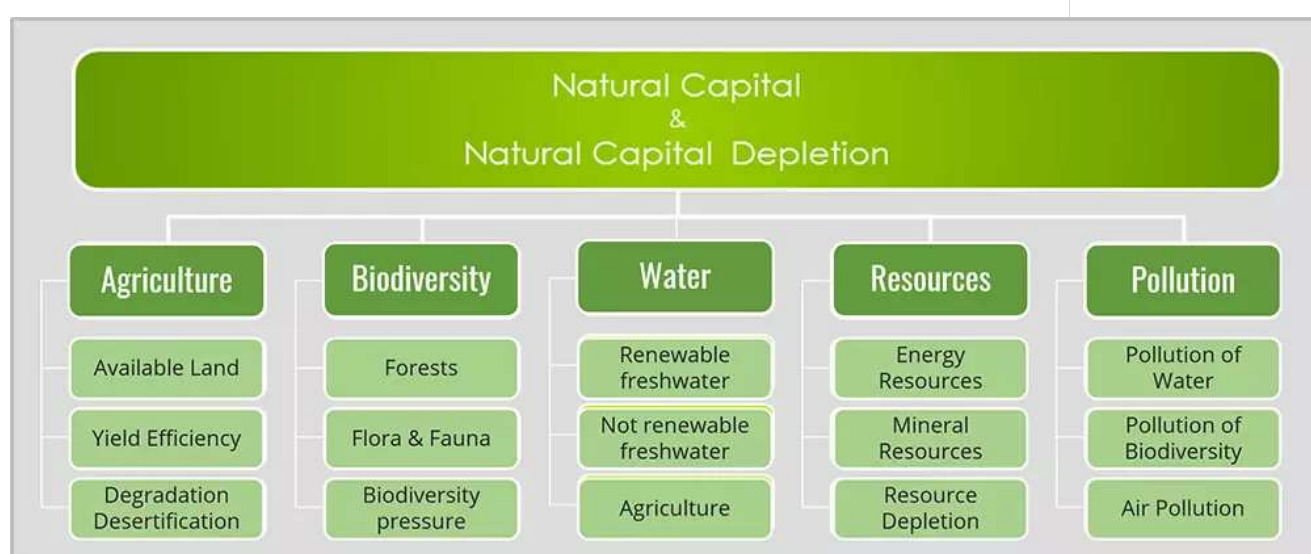 Natural Capital
&
Natural Capital Depletion
Agriculture
Available Land
Yield Efficiency
Degradation
Desertification
Biodiversity
Forests
Flora & Fauna
Biodiversity
pressure
Water
Renewable
freshwater
Not renewable
freshwater
Agriculture
Resources
Energy
Resources
Mineral
Resources
Resource
Depletion
Pollution
Pollution of
Water
Pollution of
Biodiversity
Air Pollution